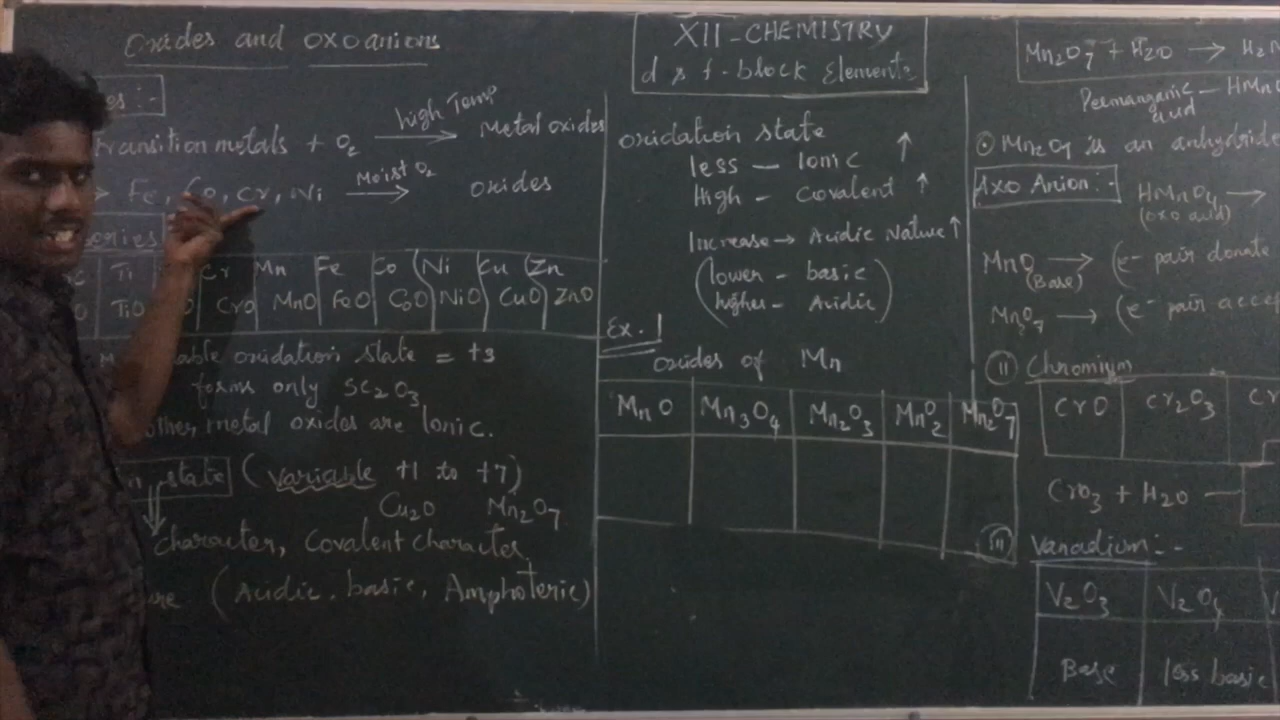 Oxides and oxoanions
es :-
transition metals + O2 —high Temp→ Metal oxides
→ Fe, Co, Cr, Ni —Moist O2→ oxides
series
Ti Cr Mn Fe Co Ni Cu Zn
O TiO O CrO MnO FeO CoO NiO CuO ZnO
able oxidation state = +3
forms only Sc2O3
other metal oxides are Ionic.
n state (variable +1 to +7)
Cu2O Mn2O7
character, Covalent character
ure (Acidic, basic, Amphoteric)
XII-CHEMISTRY
d & f-block Elements
oxidation state ↑
less — Ionic
High — Covalent ↑
Increase → Acidic Nature ↑
(lower - basic
higher - Acidic)
Ex. 1
oxides of Mn
MnO Mn3O4 Mn2O3 MnO2 Mn2O7
Mn2O7 + H2O → H2M
Permanganic acid — HMnO
⊙ Mn2O7 is an anhydride
Axo Anion :-
HMnO4 →
(oxo acid)
MnO → (e- pair donate
(Base)
Mn2O7 → (e- pair accep
(II) Chromium
CrO Cr2O3 Cr
CrO3 + H2O —
(III) Vanadium :-
V2O3 V2O4 V
Base less basic